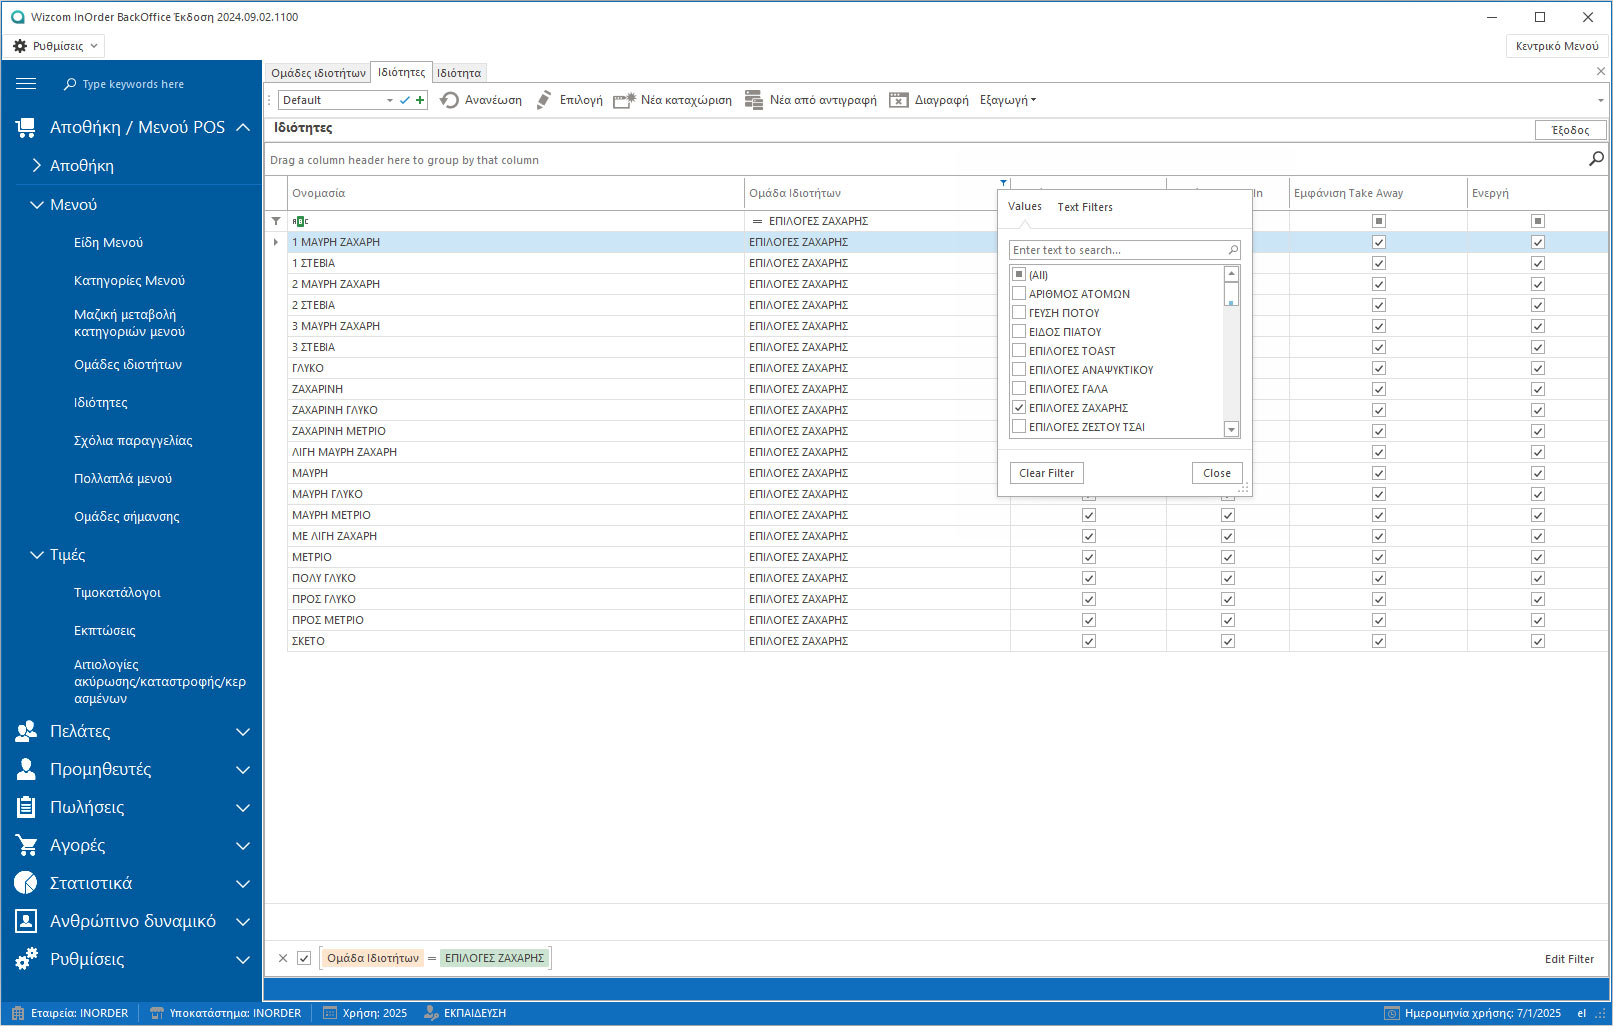 Wizcom InOrder BackOffice Έκδοση 2024.09.02.1100
Ρυθμίσεις
Κεντρικό Μενού
Type keywords here
Αποθήκη / Μενού POS
Αποθήκη
Μενού
Είδη Μενού
Κατηγορίες Μενού
Μαζική μεταβολή
κατηγοριών μενού
Ομάδες ιδιοτήτων
Ιδιότητες
Σχόλια παραγγελίας
Πολλαπλά μενού
Ομάδες σήμανσης
Τιμές
Τιμοκατάλογοι
Εκπτώσεις
Αιτιολογίες
ακύρωσης/καταστροφής/κερ
ασμένων
Πελάτες
Προμηθευτές
Πωλήσεις
Αγορές
Στατιστικά
Ανθρώπινο δυναμικό
Ρυθμίσεις
Ομάδες ιδιοτήτων Ιδιότητες Ιδιότητα
Default Ανανέωση Επιλογή Νέα καταχώριση Νέα από αντιγραφή Διαγραφή Εξαγωγή
Ιδιότητες
Έξοδος
Drag a column header here to group by that column
Ονομασία Ομάδα Ιδιοτήτων In Εμφάνιση Take Away Ενεργή
ABC = ΕΠΙΛΟΓΕΣ ΖΑΧΑΡΗΣ
1 ΜΑΥΡΗ ΖΑΧΑΡΗ ΕΠΙΛΟΓΕΣ ΖΑΧΑΡΗΣ
1 ΣΤΕΒΙΑ ΕΠΙΛΟΓΕΣ ΖΑΧΑΡΗΣ
2 ΜΑΥΡΗ ΖΑΧΑΡΗ ΕΠΙΛΟΓΕΣ ΖΑΧΑΡΗΣ
2 ΣΤΕΒΙΑ ΕΠΙΛΟΓΕΣ ΖΑΧΑΡΗΣ
3 ΜΑΥΡΗ ΖΑΧΑΡΗ ΕΠΙΛΟΓΕΣ ΖΑΧΑΡΗΣ
3 ΣΤΕΒΙΑ ΕΠΙΛΟΓΕΣ ΖΑΧΑΡΗΣ
ΓΛΥΚΟ ΕΠΙΛΟΓΕΣ ΖΑΧΑΡΗΣ
ΖΑΧΑΡΙΝΗ ΕΠΙΛΟΓΕΣ ΖΑΧΑΡΗΣ
ΖΑΧΑΡΙΝΗ ΓΛΥΚΟ ΕΠΙΛΟΓΕΣ ΖΑΧΑΡΗΣ
ΖΑΧΑΡΙΝΗ ΜΕΤΡΙΟ ΕΠΙΛΟΓΕΣ ΖΑΧΑΡΗΣ
ΛΙΓΗ ΜΑΥΡΗ ΖΑΧΑΡΗ ΕΠΙΛΟΓΕΣ ΖΑΧΑΡΗΣ
ΜΑΥΡΗ ΕΠΙΛΟΓΕΣ ΖΑΧΑΡΗΣ
ΜΑΥΡΗ ΓΛΥΚΟ ΕΠΙΛΟΓΕΣ ΖΑΧΑΡΗΣ
ΜΑΥΡΗ ΜΕΤΡΙΟ ΕΠΙΛΟΓΕΣ ΖΑΧΑΡΗΣ
ΜΕ ΛΙΓΗ ΖΑΧΑΡΗ ΕΠΙΛΟΓΕΣ ΖΑΧΑΡΗΣ
ΜΕΤΡΙΟ ΕΠΙΛΟΓΕΣ ΖΑΧΑΡΗΣ
ΠΟΛΥ ΓΛΥΚΟ ΕΠΙΛΟΓΕΣ ΖΑΧΑΡΗΣ
ΠΡΟΣ ΓΛΥΚΟ ΕΠΙΛΟΓΕΣ ΖΑΧΑΡΗΣ
ΠΡΟΣ ΜΕΤΡΙΟ ΕΠΙΛΟΓΕΣ ΖΑΧΑΡΗΣ
ΣΚΕΤΟ ΕΠΙΛΟΓΕΣ ΖΑΧΑΡΗΣ
Values Text Filters
Enter text to search...
(All)
ΑΡΙΘΜΟΣ ΑΤΟΜΩΝ
ΓΕΥΣΗ ΠΟΤΟΥ
ΕΙΔΟΣ ΠΙΑΤΟΥ
ΕΠΙΛΟΓΕΣ TOAST
ΕΠΙΛΟΓΕΣ ΑΝΑΨΥΚΤΙΚΟΥ
ΕΠΙΛΟΓΕΣ ΓΑΛΑ
ΕΠΙΛΟΓΕΣ ΖΑΧΑΡΗΣ
ΕΠΙΛΟΓΕΣ ΖΕΣΤΟΥ ΤΣΑΙ
Clear Filter Close
Ομάδα Ιδιοτήτων = ΕΠΙΛΟΓΕΣ ΖΑΧΑΡΗΣ
Edit Filter
Εταιρεία: INORDER Υποκατάστημα: INORDER Χρήση: 2025 ΕΚΠΑΙΔΕΥΣΗ Ημερομηνία χρήσης: 7/1/2025 el